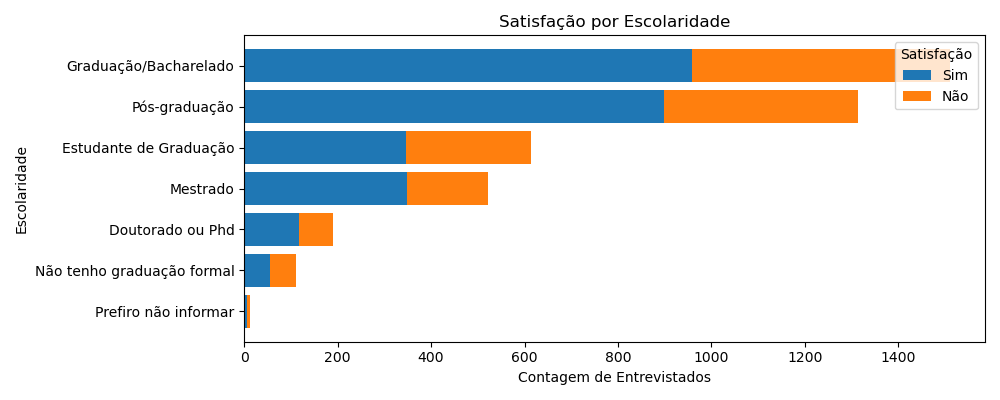 Satisfação por Escolaridade
Satisfação
Sim
Não
Escolaridade
Graduação/Bacharelado
Pós-graduação
Estudante de Graduação
Mestrado
Doutorado ou Phd
Não tenho graduação formal
Prefiro não informar
0 200 400 600 800 1000 1200 1400
Contagem de Entrevistados